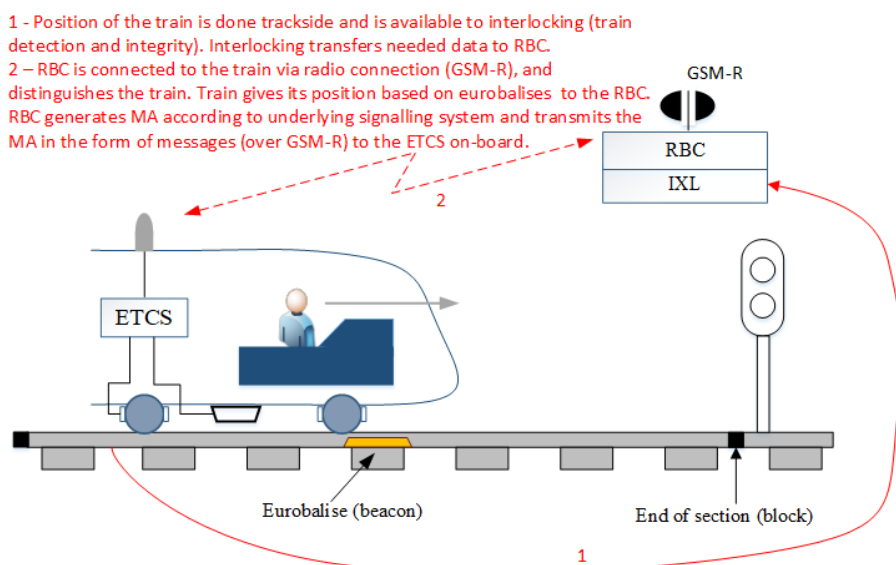 1 - Position of the train is done trackside and is available to interlocking (train
detection and integrity). Interlocking transfers needed data to RBC.
2 – RBC is connected to the train via radio connection (GSM-R), and
distinguishes the train. Train gives its position based on eurobalises to the RBC.
RBC generates MA according to underlying signalling system and transmits the
MA in the form of messages (over GSM-R) to the ETCS on-board.
GSM-R
RBC
IXL
2
ETCS
Eurobalise (beacon)
End of section (block)
1